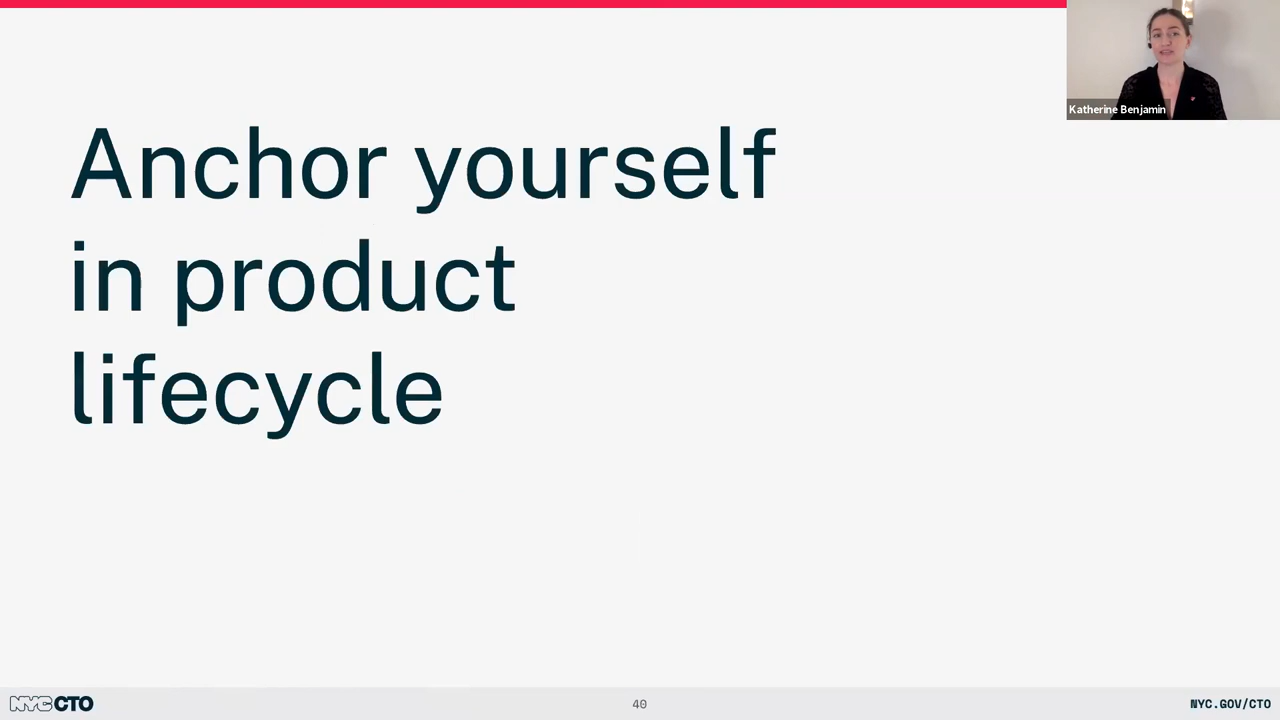 Katherine Benjamin
Anchor yourself
in product
lifecycle
NYC CTO
40
NYC.GOV/CTO